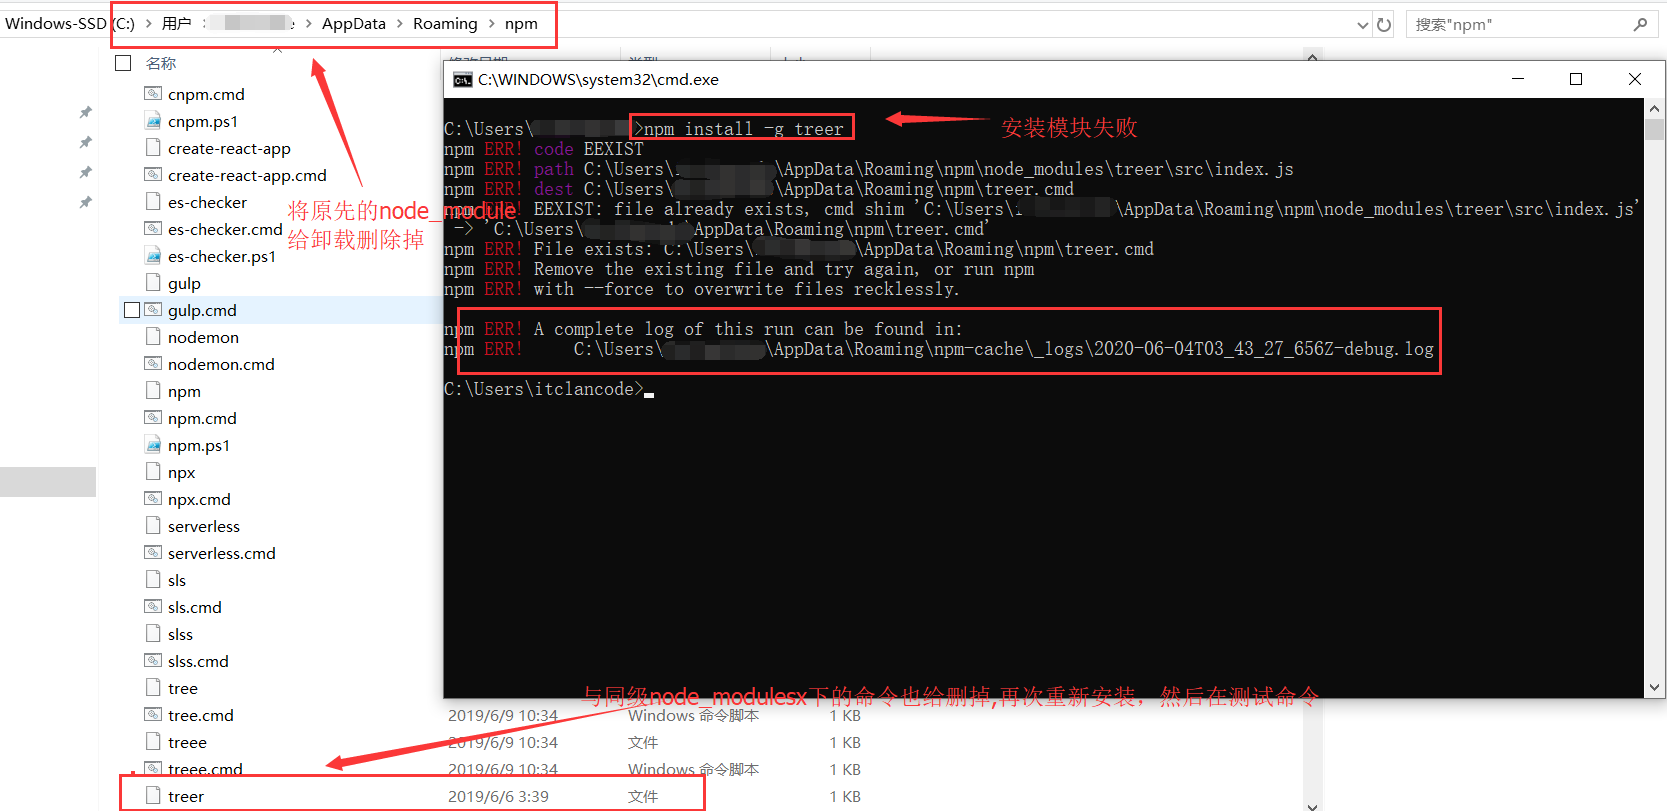 Windows-SSD (C:) > 用户 > > AppData > Roaming > npm
搜索"npm"
名称
修改日期
类型
cnpm.cmd
cnpm.ps1
create-react-app
create-react-app.cmd
es-checker
es-checker.cmd
es-checker.ps1
gulp
gulp.cmd
nodemon
nodemon.cmd
npm
npm.cmd
npm.ps1
npx
npx.cmd
serverless
serverless.cmd
sls
sls.cmd
slss
slss.cmd
tree
tree.cmd 2019/6/9 10:34 Windows 命令脚本 1 KB
treee 2019/6/9 10:34 文件 1 KB
treee.cmd 2019/6/9 10:34 Windows 命令脚本 1 KB
treer 2019/6/6 3:39 文件 1 KB
将原先的node_module
给卸载删除掉
C:\WINDOWS\system32\cmd.exe
C:\Users\ >npm install -g treer
安装模块失败
npm ERR! code EEXIST
npm ERR! path C:\Users\ \AppData\Roaming\npm\node_modules\treer\src\index.js
npm ERR! dest C:\Users\ \AppData\Roaming\npm\treer.cmd
npm ERR! EEXIST: file already exists, cmd shim 'C:\Users\ \AppData\Roaming\npm\node_modules\treer\src\index.js'
-> 'C:\Users\ AppData\Roaming\npm\treer.cmd'
npm ERR! File exists: C:\Users\ \AppData\Roaming\npm\treer.cmd
npm ERR! Remove the existing file and try again, or run npm
npm ERR! with --force to overwrite files recklessly.
npm ERR! A complete log of this run can be found in:
npm ERR! C:\Users\ \AppData\Roaming\npm-cache\_logs\2020-06-04T03_43_27_656Z-debug.log
C:\Users\itclancode>
与同级node_modulesx下的命令也给删掉,再次重新安装，然后在测试命令